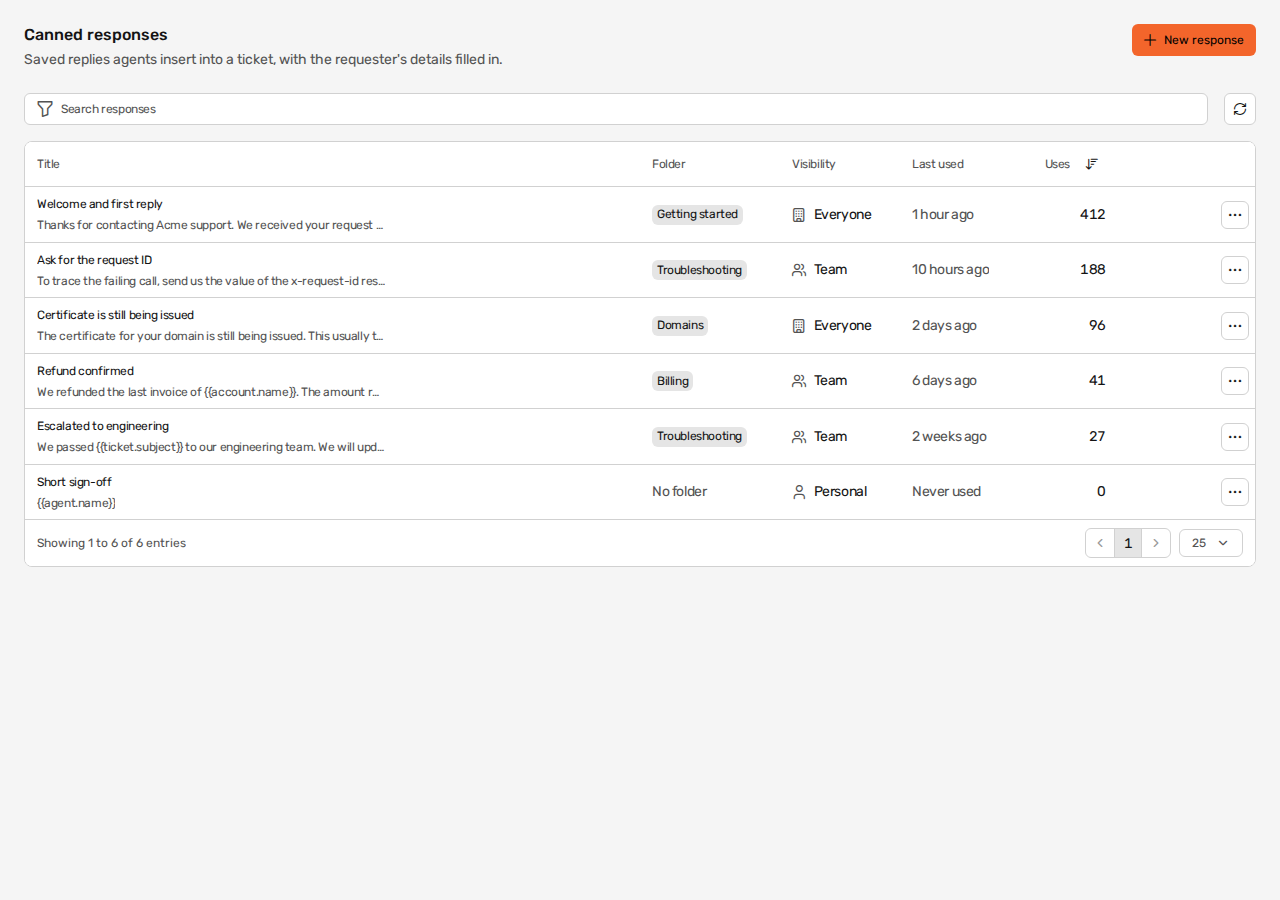 Canned responses
Saved replies agents insert into a ticket, with the requester's details filled in.
New response
Search responses
Title Folder Visibility Last used Uses
Welcome and first reply
Thanks for contacting Acme support. We received your request …
Getting started Everyone 1 hour ago 412
Ask for the request ID
To trace the failing call, send us the value of the x-request-id res…
Troubleshooting Team 10 hours ago 188
Certificate is still being issued
The certificate for your domain is still being issued. This usually t…
Domains Everyone 2 days ago 96
Refund confirmed
We refunded the last invoice of {{account.name}}. The amount r…
Billing Team 6 days ago 41
Escalated to engineering
We passed {{ticket.subject}} to our engineering team. We will upd…
Troubleshooting Team 2 weeks ago 27
Short sign-off
{{agent.name}}
No folder Personal Never used 0
Showing 1 to 6 of 6 entries
1
25